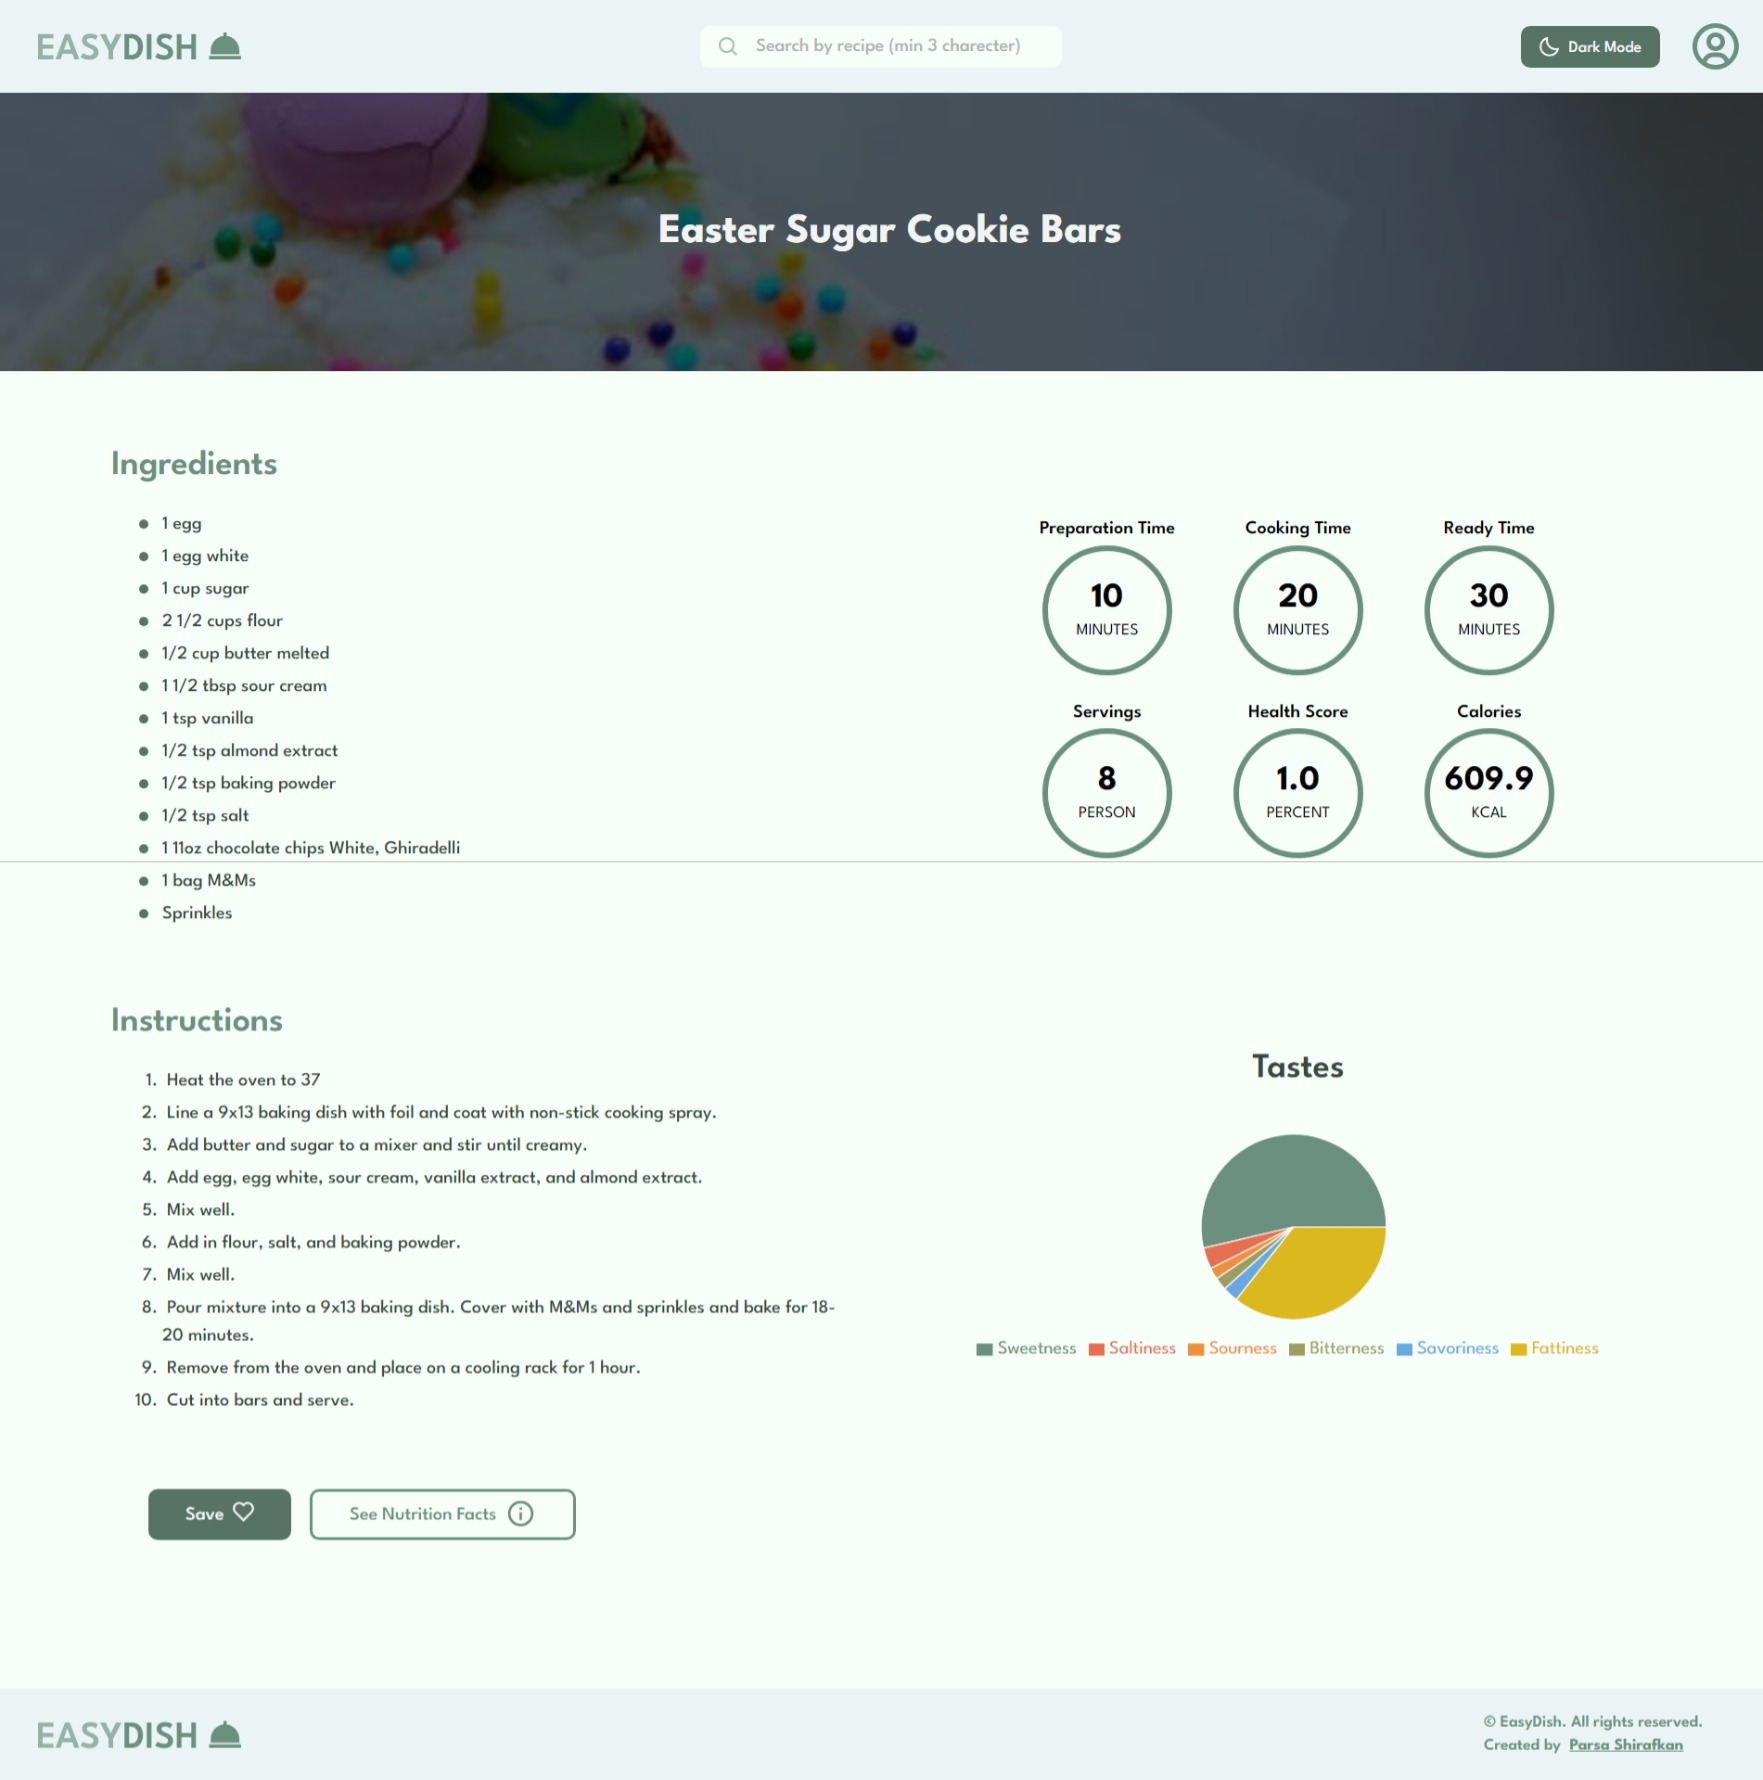 EASYDISH
Search by recipe (min 3 charecter)
Dark Mode
Easter Sugar Cookie Bars
Ingredients
1 egg
1 egg white
1 cup sugar
2 1/2 cups flour
1/2 cup butter melted
1 1/2 tbsp sour cream
1 tsp vanilla
1/2 tsp almond extract
1/2 tsp baking powder
1/2 tsp salt
1 11oz chocolate chips White, Ghiradelli
1 bag M&Ms
Sprinkles
Preparation Time
10
MINUTES
Cooking Time
20
MINUTES
Ready Time
30
MINUTES
Servings
8
PERSON
Health Score
1.0
PERCENT
Calories
609.9
KCAL
Instructions
1. Heat the oven to 37
2. Line a 9x13 baking dish with foil and coat with non-stick cooking spray.
3. Add butter and sugar to a mixer and stir until creamy.
4. Add egg, egg white, sour cream, vanilla extract, and almond extract.
5. Mix well.
6. Add in flour, salt, and baking powder.
7. Mix well.
8. Pour mixture into a 9x13 baking dish. Cover with M&Ms and sprinkles and bake for 18-
20 minutes.
9. Remove from the oven and place on a cooling rack for 1 hour.
10. Cut into bars and serve.
Tastes
Sweetness Saltiness Sourness Bitterness Savoriness Fattiness
Save
See Nutrition Facts
EASYDISH
© EasyDish. All rights reserved.
Created by Parsa Shirafkan